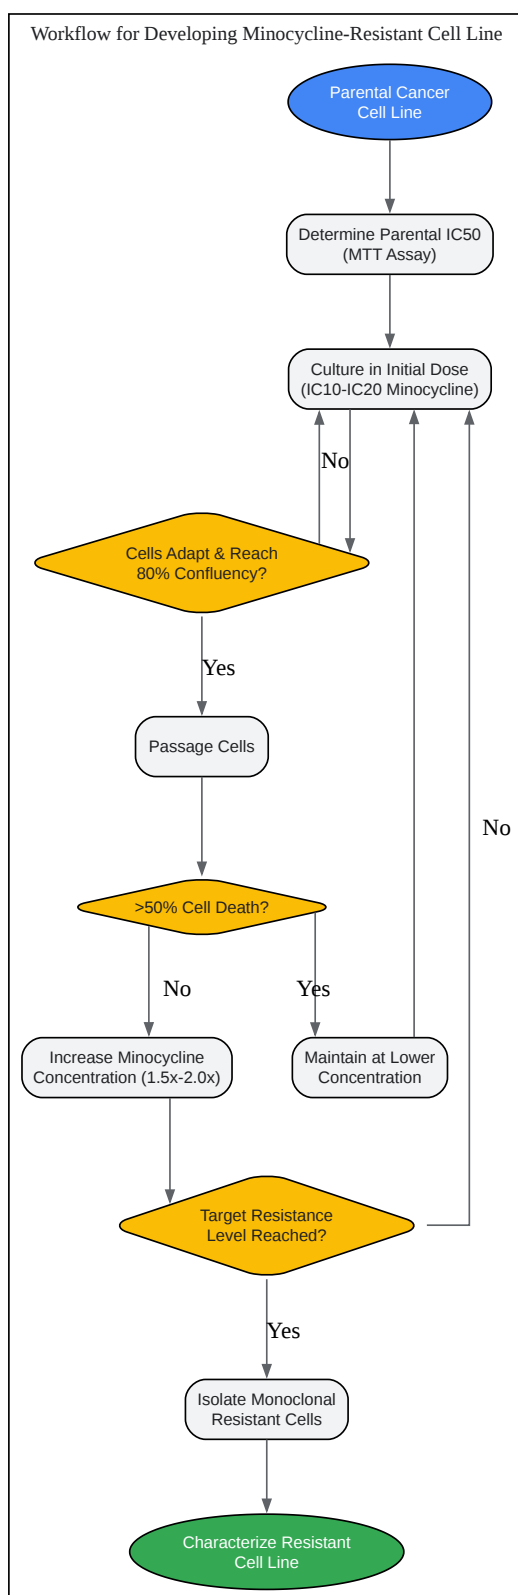 Workflow for Developing Minocycline-Resistant Cell Line
Parental Cancer
Cell Line
Determine Parental IC50
(MTT Assay)
Culture in Initial Dose
(IC10-IC20 Minocycline)
No
Cells Adapt & Reach
80% Confluency?
Yes
Passage Cells
No
>50% Cell Death?
No
Yes
Increase Minocycline
Concentration (1.5x-2.0x)
Maintain at Lower
Concentration
Target Resistance
Level Reached?
Yes
Isolate Monoclonal
Resistant Cells
Characterize Resistant
Cell Line